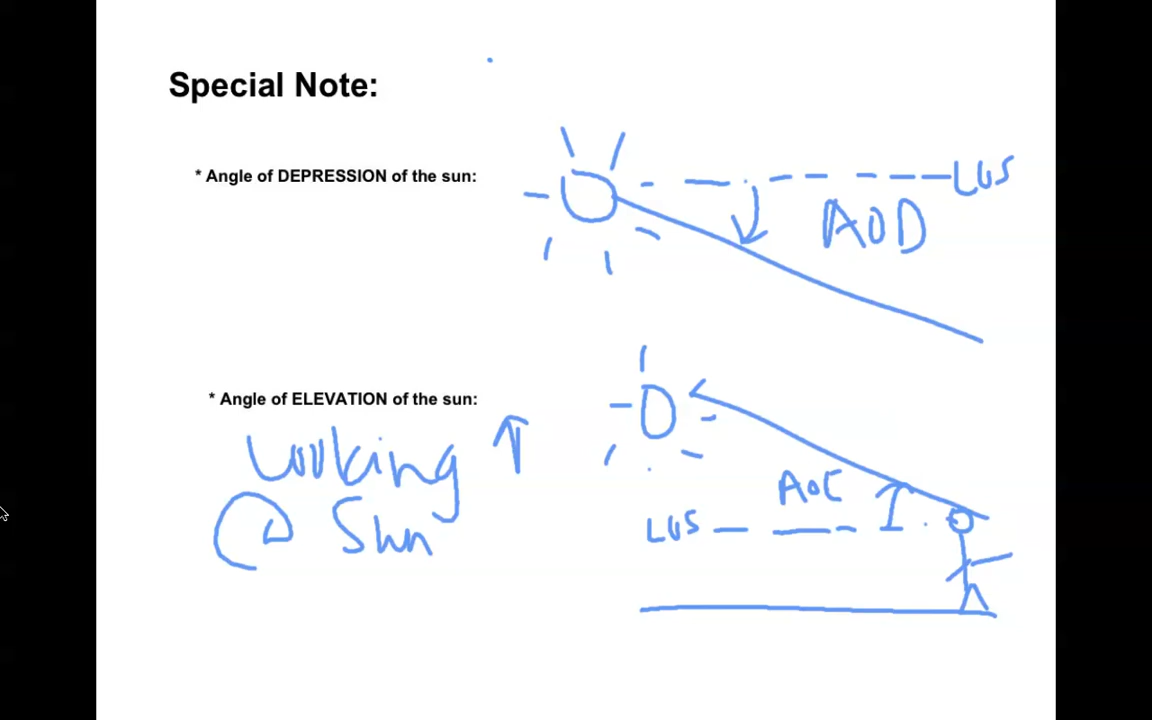 Special Note:
* Angle of DEPRESSION of the sun:
LOS
AOD
* Angle of ELEVATION of the sun:
Looking ↑
@ Sun
AOE
LOS